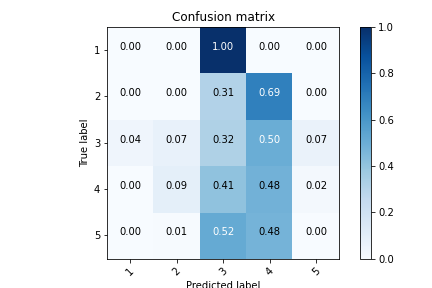 Confusion matrix
1 0.00 0.00 1.00 0.00 0.00
2 0.00 0.00 0.31 0.69 0.00
3 0.04 0.07 0.32 0.50 0.07
4 0.00 0.09 0.41 0.48 0.02
5 0.00 0.01 0.52 0.48 0.00
1 2 3 4 5
True label
Predicted label
1.0
0.8
0.6
0.4
0.2
0.0